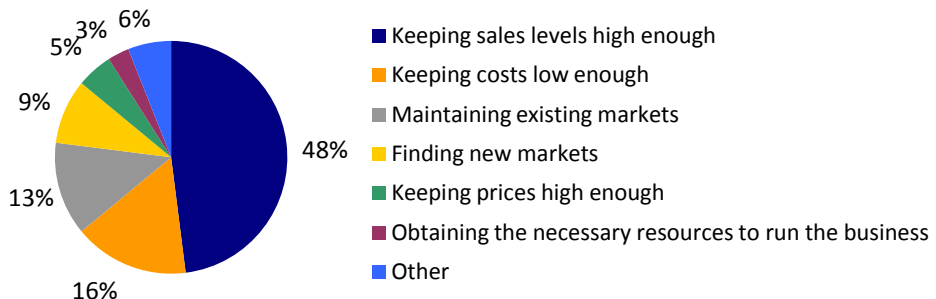 3%
6%
5%
9%
13%
16%
48%
Keeping sales levels high enough
Keeping costs low enough
Maintaining existing markets
Finding new markets
Keeping prices high enough
Obtaining the necessary resources to run the business
Other